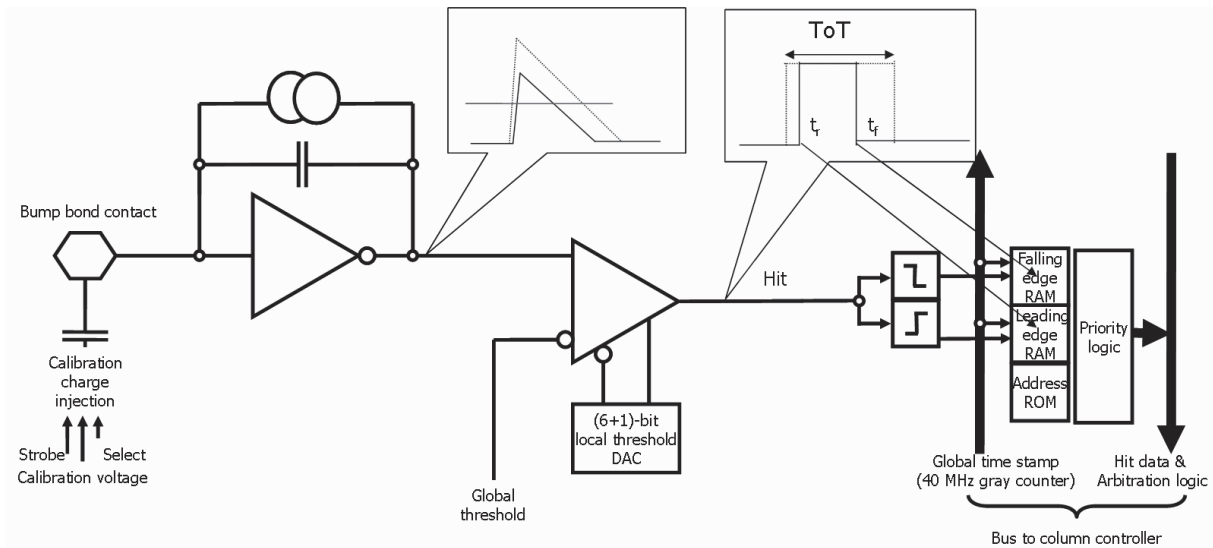 ToT
tr
tf
Bump bond contact
Hit
Falling
edge
RAM
Leading
edge
RAM
Address
ROM
Priority
logic
Calibration
charge
injection
Strobe
Select
Calibration voltage
(6+1)-bit
local threshold
DAC
Global
threshold
Global time stamp
(40 MHz gray counter)
Hit data &
Arbitration logic
Bus to column controller